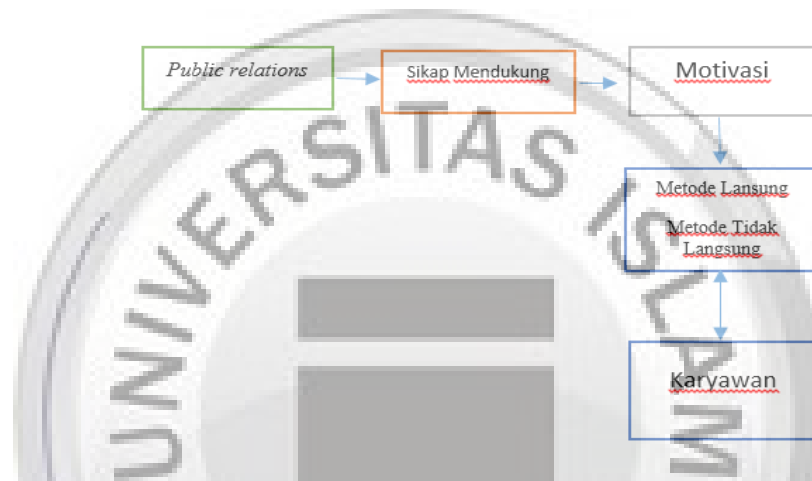 Public relations
Sikap Mendukung
Motivasi
Metode Lansung
Metode Tidak
Langsung
Karyawan
UNIVERSITAS ISLAM